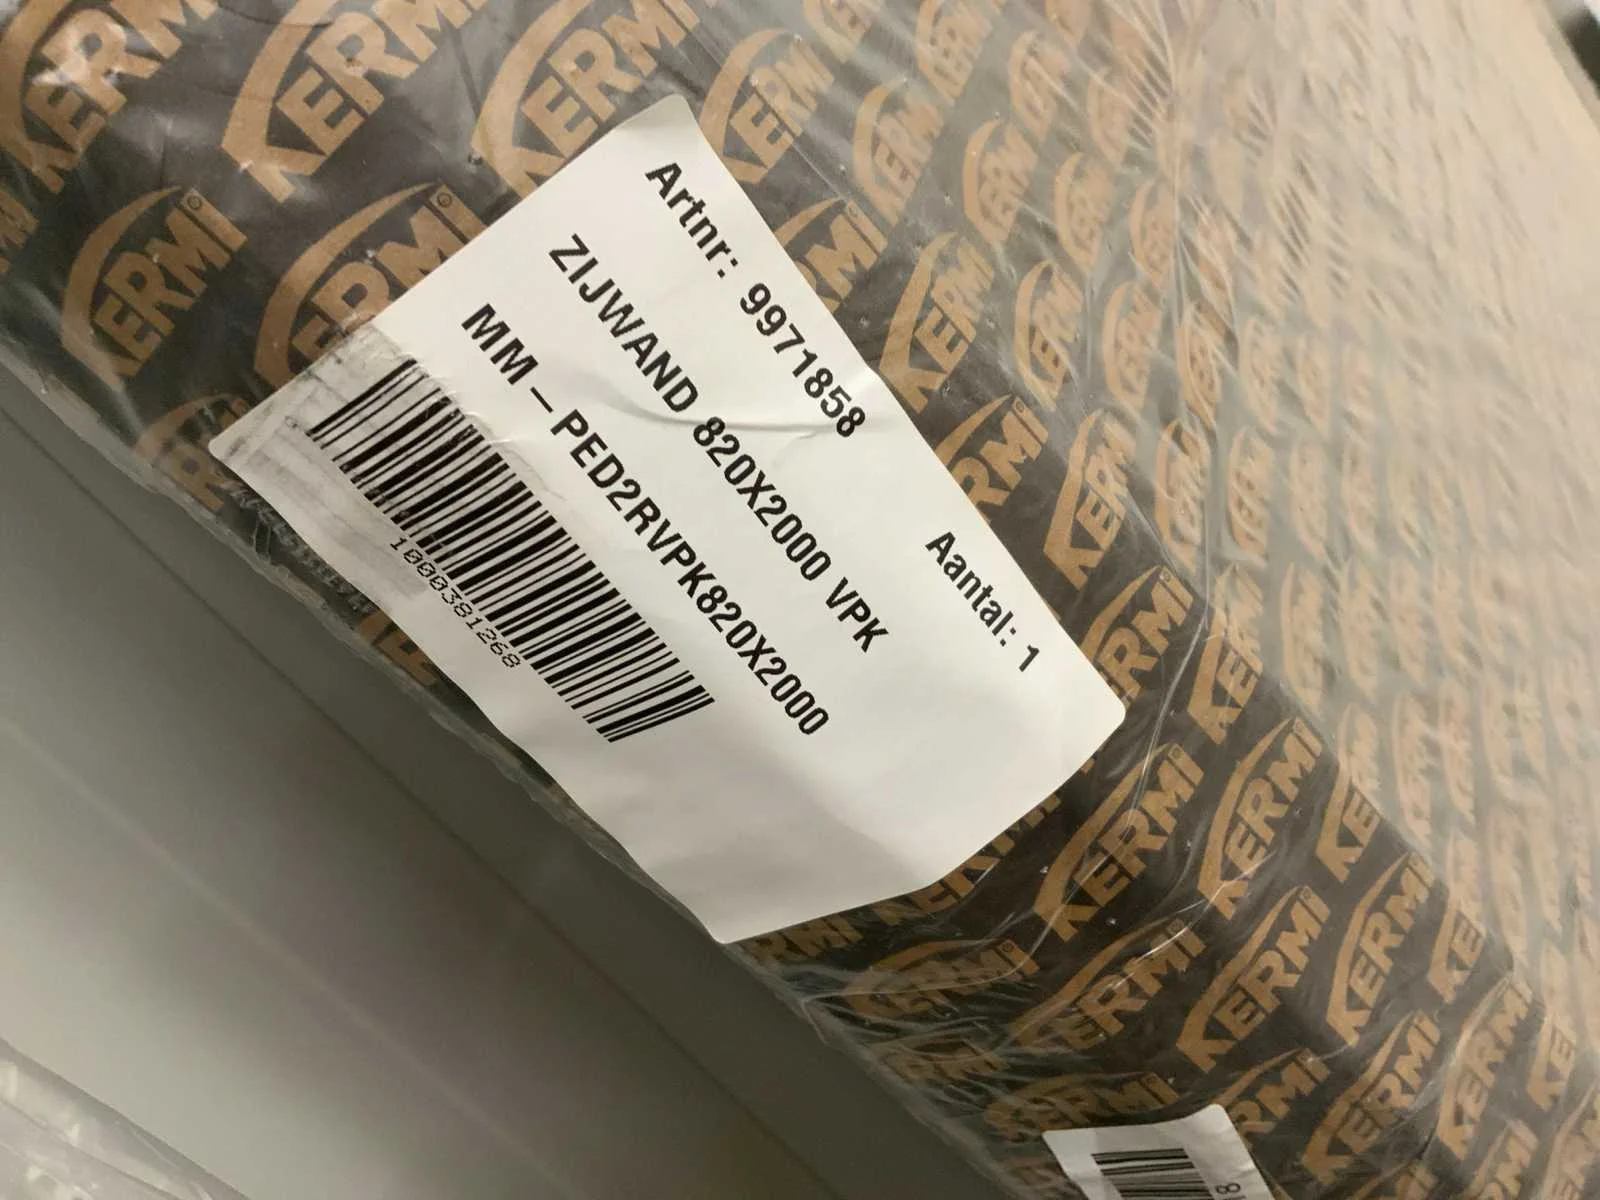 Artnr: 9971858
Aantal: 1
ZIJWAND 820X2000 VPK
MM - PED2RVPK820X2000
1000381268
KERMI